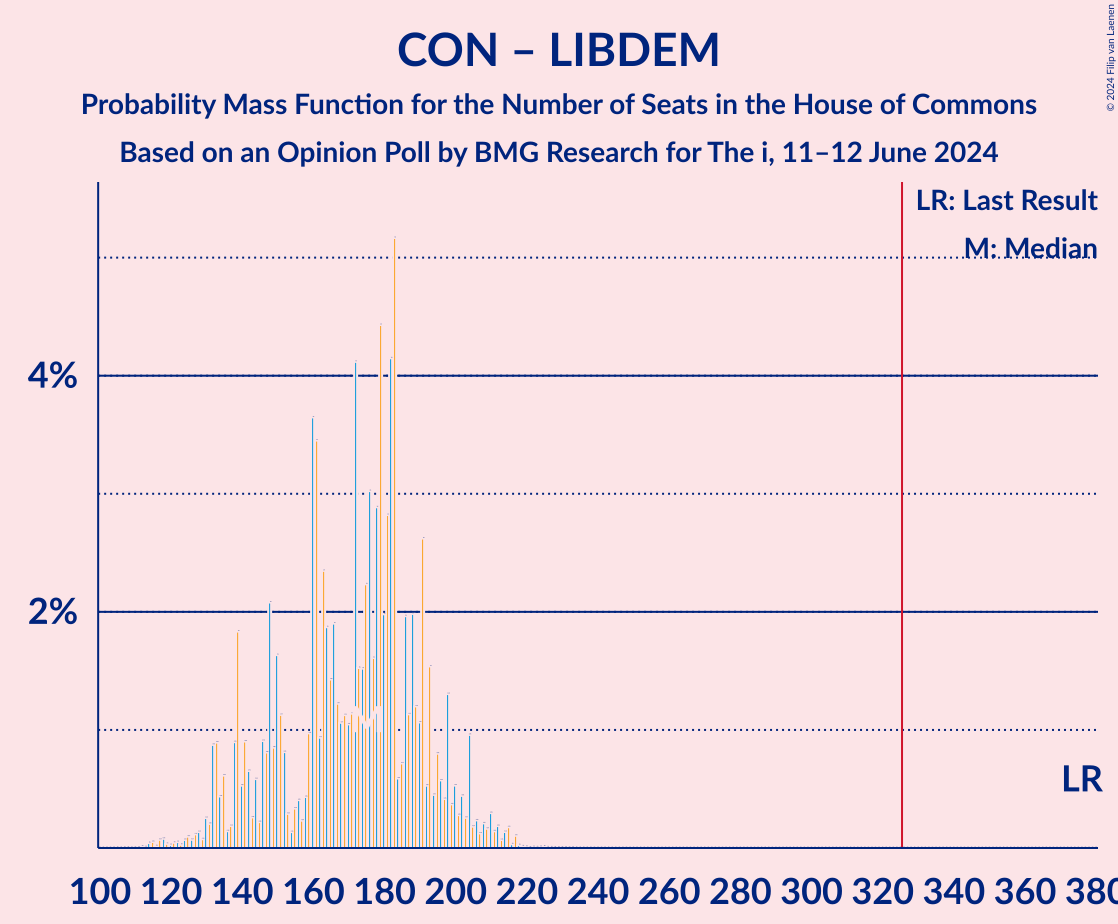 CON – LIBDEM
Probability Mass Function for the Number of Seats in the House of Commons
Based on an Opinion Poll by BMG Research for The i, 11–12 June 2024
© 2024 Filip van Laenen
LR: Last Result
M: Median
4%
2%
M
LR
100 120 140 160 180 200 220 240 260 280 300 320 340 360 380